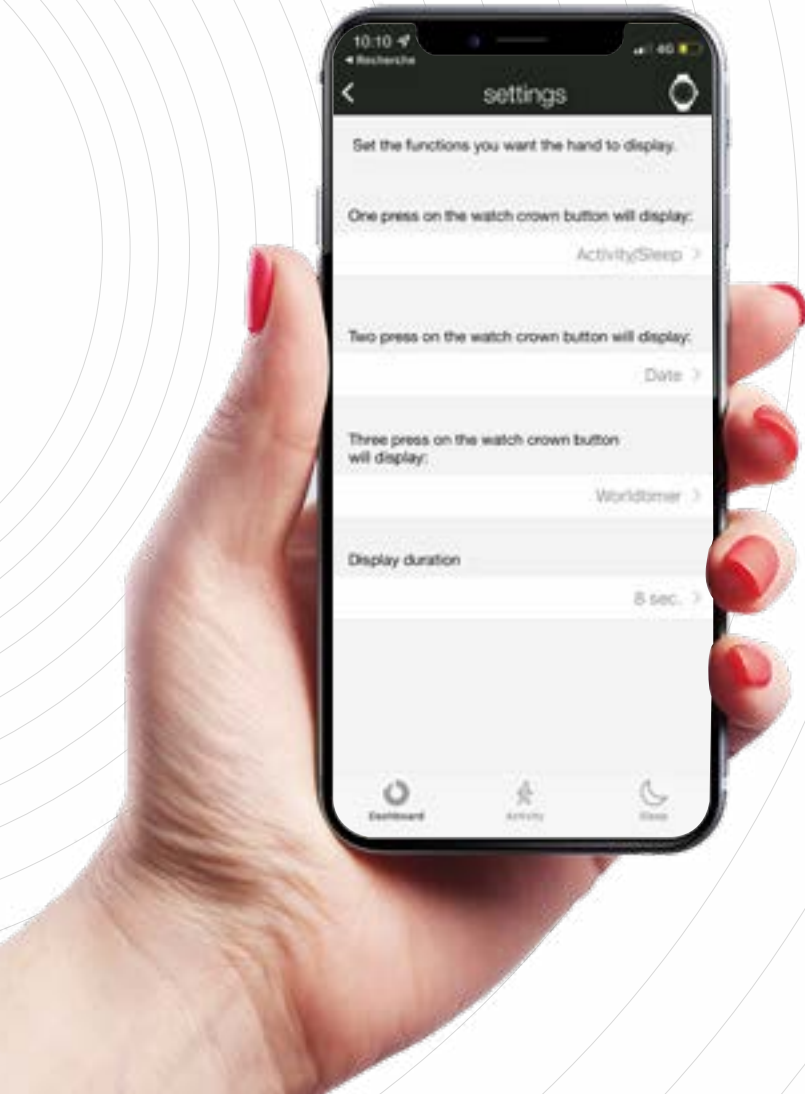 10:10
◀ Recherche
4G
settings
Set the functions you want the hand to display.
One press on the watch crown button will display:
Activity/Sleep >
Two press on the watch crown button will display:
Date >
Three press on the watch crown button
will display:
Worldtimer >
Display duration
8 sec. >
Dashboard
Activity
Sleep